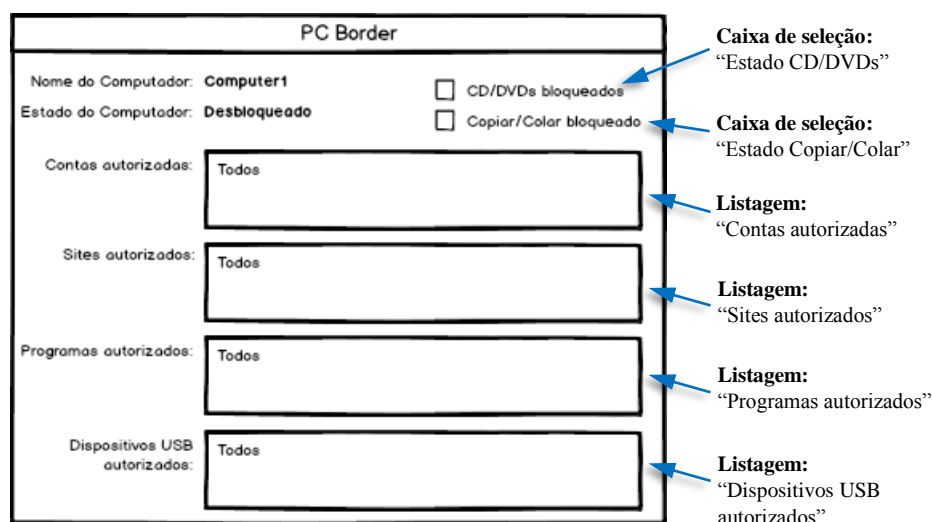 PC Border
Nome do Computador: Computer1
Estado do Computador: Desbloqueado
CD/DVDs bloqueados
Copiar/Colar bloqueado
Contas autorizadas:
Todos
Sites autorizados:
Todos
Programas autorizados:
Todos
Dispositivos USB
autorizados:
Todos
Caixa de seleção:
“Estado CD/DVDs”
Caixa de seleção:
“Estado Copiar/Colar”
Listagem:
“Contas autorizadas”
Listagem:
“Sites autorizados”
Listagem:
“Programas autorizados”
Listagem:
“Dispositivos USB
autorizados”